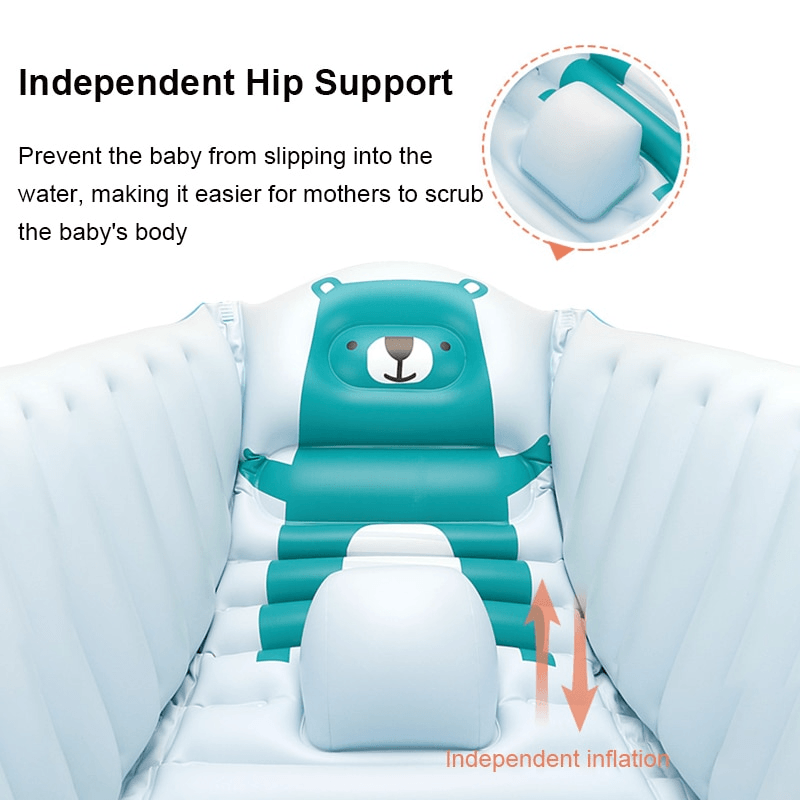 Independent Hip Support
Prevent the baby from slipping into the
water, making it easier for mothers to scrub
the baby's body
Independent inflation